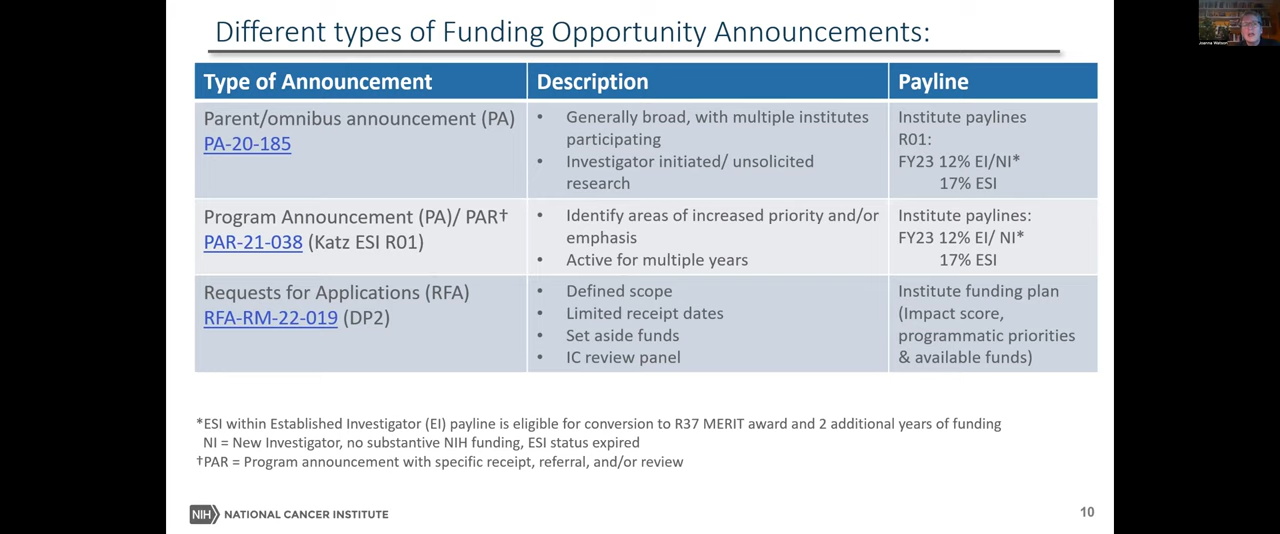 Different types of Funding Opportunity Announcements:
Type of Announcement
Description
Payline
Parent/omnibus announcement (PA)
PA-20-185
• Generally broad, with multiple institutes
participating
• Investigator initiated/ unsolicited
research
Institute paylines
R01:
FY23 12% EI/NI*
17% ESI
Program Announcement (PA)/ PAR†
PAR-21-038 (Katz ESI R01)
• Identify areas of increased priority and/or
emphasis
• Active for multiple years
Institute paylines:
FY23 12% EI/ NI*
17% ESI
Requests for Applications (RFA)
RFA-RM-22-019 (DP2)
• Defined scope
• Limited receipt dates
• Set aside funds
• IC review panel
Institute funding plan
(Impact score,
programmatic priorities
& available funds)
*ESI within Established Investigator (EI) payline is eligible for conversion to R37 MERIT award and 2 additional years of funding
NI = New Investigator, no substantive NIH funding, ESI status expired
†PAR = Program announcement with specific receipt, referral, and/or review
NIH NATIONAL CANCER INSTITUTE
10
Joanna Watson